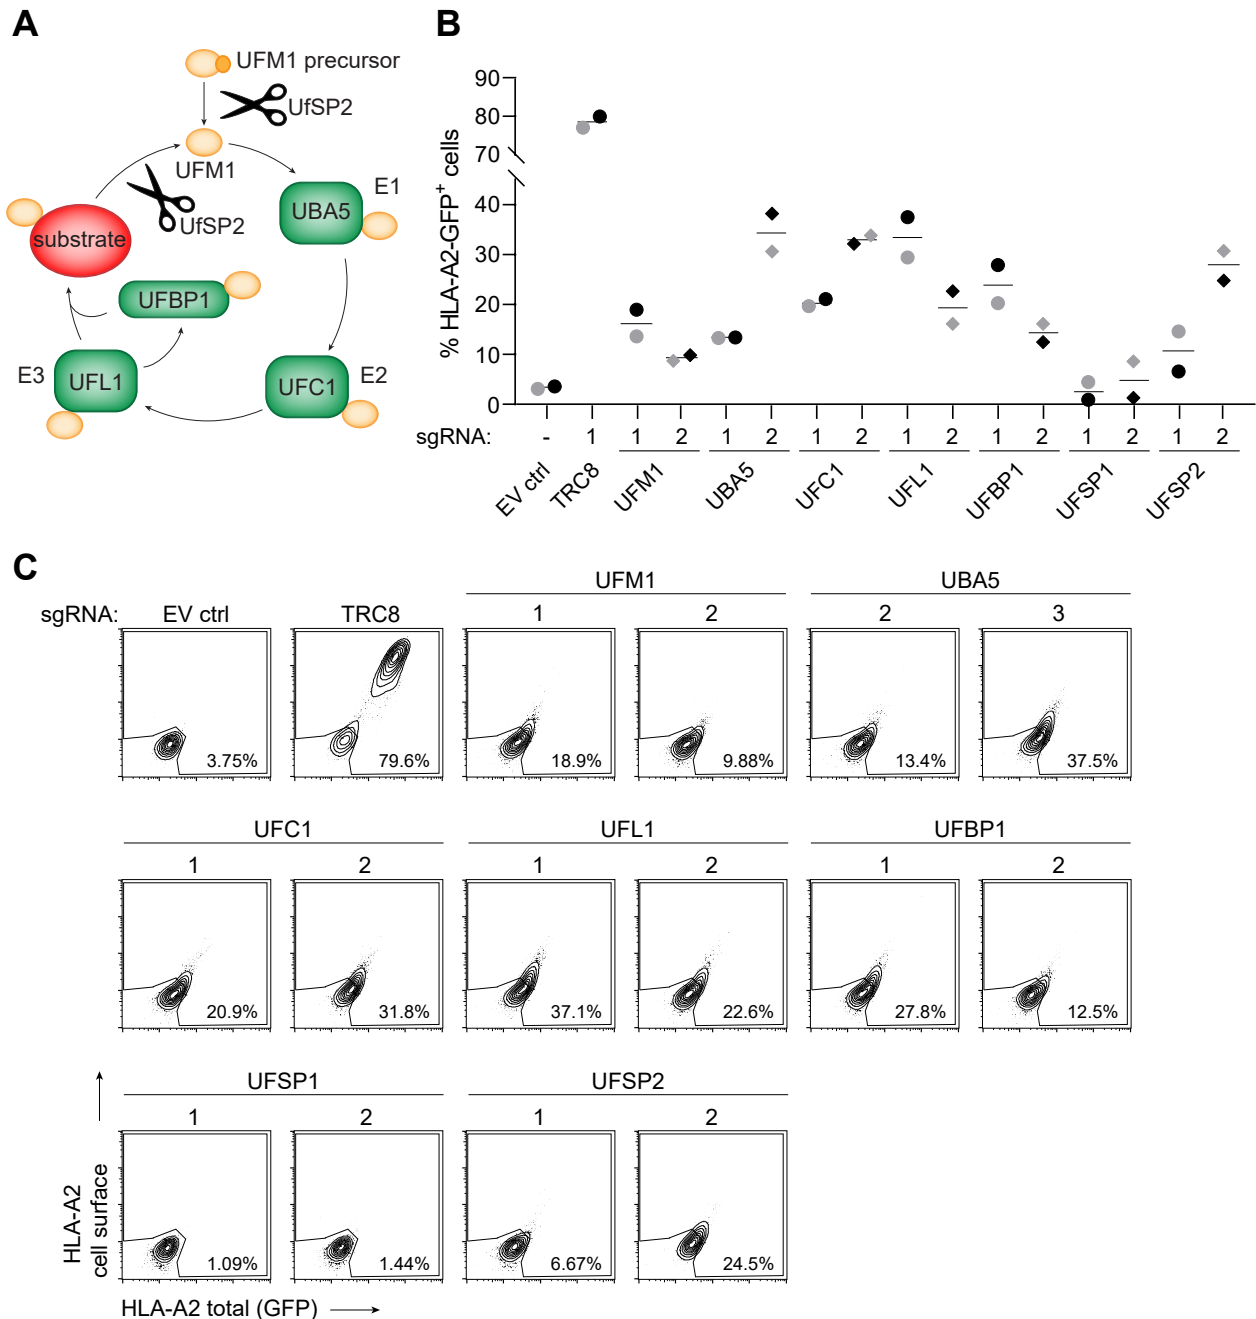 A
UFM1 precursor
UfSP2
UFM1
UfSP2
E1
UBA5
substrate
UFBP1
E3
UFL1
UFC1
E2
B
% HLA-A2-GFP+ cells
90
80
70
40
30
20
10
0
sgRNA: - 1 1 2 1 2 1 2 1 2 1 2 1 2 1 2
EV ctrl TRC8 UFM1 UBA5 UFC1 UFL1 UFBP1 UFSP1 UFSP2
C
UFM1 UBA5
sgRNA: EV ctrl TRC8 1 2 2 3
3.75% 79.6% 18.9% 9.88% 13.4% 37.5%
UFC1 UFL1 UFBP1
1 2 1 2 1 2
20.9% 31.8% 37.1% 22.6% 27.8% 12.5%
UFSP1 UFSP2
1 2 1 2
1.09% 1.44% 6.67% 24.5%
HLA-A2
cell surface
HLA-A2 total (GFP)